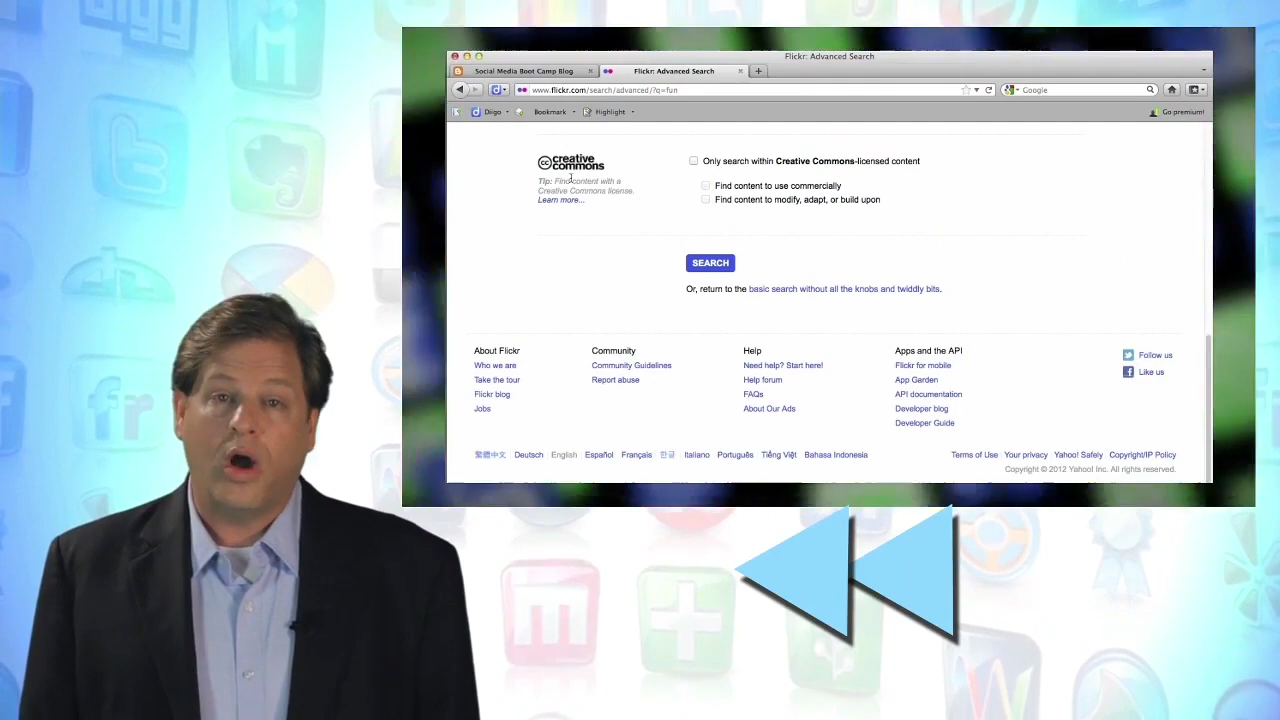 digg
Flickr: Advanced Search
Social Media Boot Camp Blog
Flickr: Advanced Search
www.flickr.com/search/advanced/?q=fun
Google
Diigo
Bookmark
Highlight
Go premium!
creative commons
Tip: Find content with a
Creative Commons license.
Learn more...
Only search within Creative Commons-licensed content
Find content to use commercially
Find content to modify, adapt, or build upon
SEARCH
Or, return to the basic search without all the knobs and twiddly bits.
About Flickr
Who we are
Take the tour
Flickr blog
Jobs
Community
Community Guidelines
Report abuse
Help
Need help? Start here!
Help forum
FAQs
About Our Ads
Apps and the API
Flickr for mobile
App Garden
API documentation
Developer blog
Developer Guide
Follow us
Like us
繁體中文 Deutsch English Español Français 한글 Italiano Português Tiếng Việt Bahasa Indonesia
Terms of Use Your privacy Yahoo! Safely Copyright/IP Policy
Copyright © 2012 Yahoo! Inc. All rights reserved.
fr
m